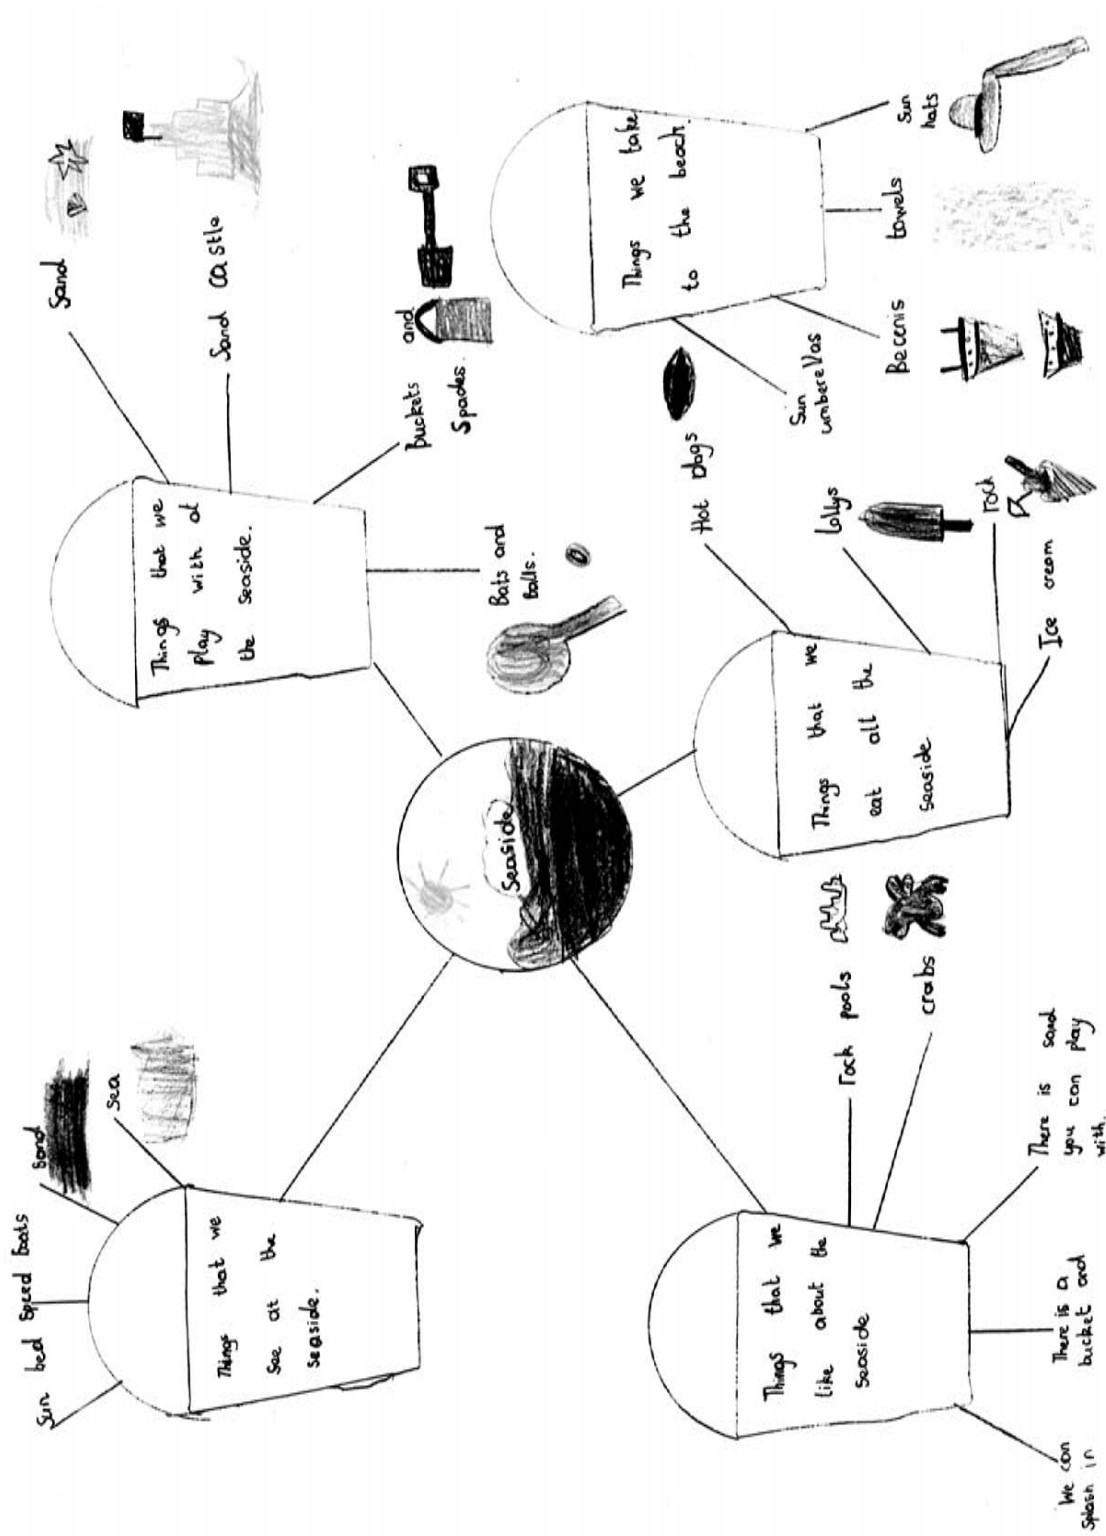 Seaside
Things that we
see at the
seaside.
Sun bed
Speed boats
Sand
Sea
Things that we
play with at
the seaside.
Sand
Sand castle
buckets and
Spades.
Bats and
balls.
Things we take
to the beach.
Sun
umberellas
Beccnis
towels
Sun
hats
Things that we
eat all the
seaside
Hot dogs
Lollys
rock
Ice cream
Things that we
like about the
seaside
rock pools
crabs
There is sand
you can play
with.
There is a
bucket and
We can
splash in